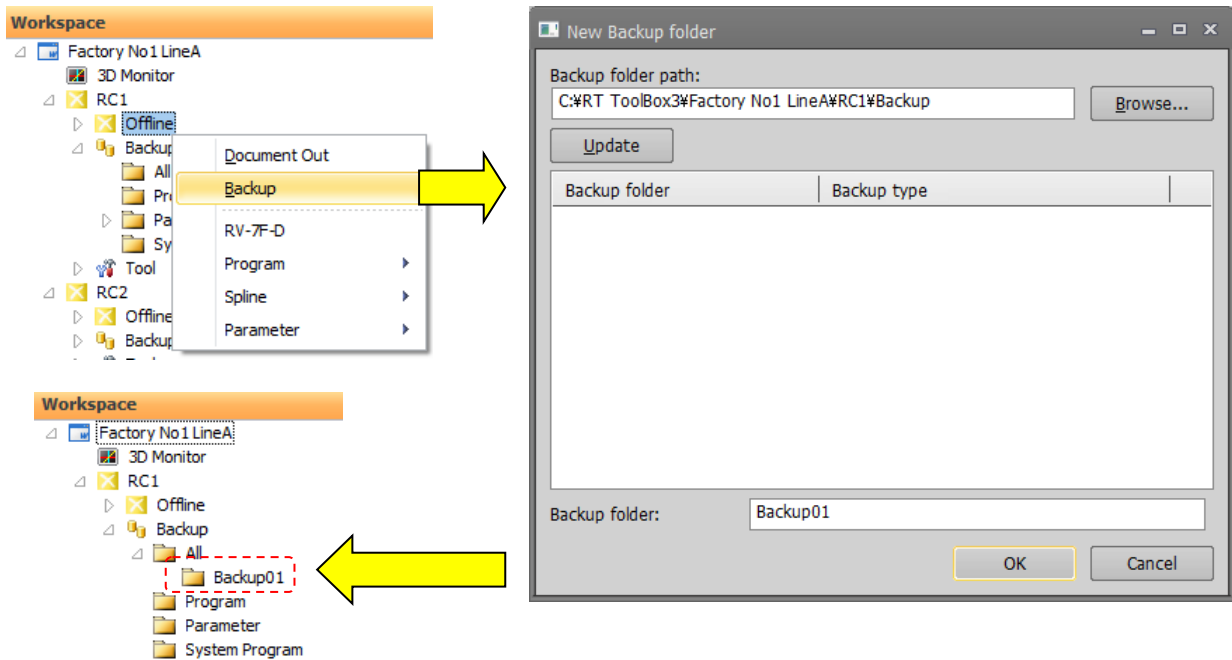 Workspace
Factory No1 LineA
3D Monitor
RC1
Offline
Backup
All
Pr
Pa
Sy
Tool
RC2
Offline
Backup
Document Out
Backup
RV-7F-D
Program
Spline
Parameter
New Backup folder
Backup folder path:
C:¥RT ToolBox3¥Factory No1 LineA¥RC1¥Backup
Browse...
Update
Backup folder
Backup type
Backup folder:
Backup01
OK
Cancel
Workspace
Factory No1 LineA
3D Monitor
RC1
Offline
Backup
All
Backup01
Program
Parameter
System Program